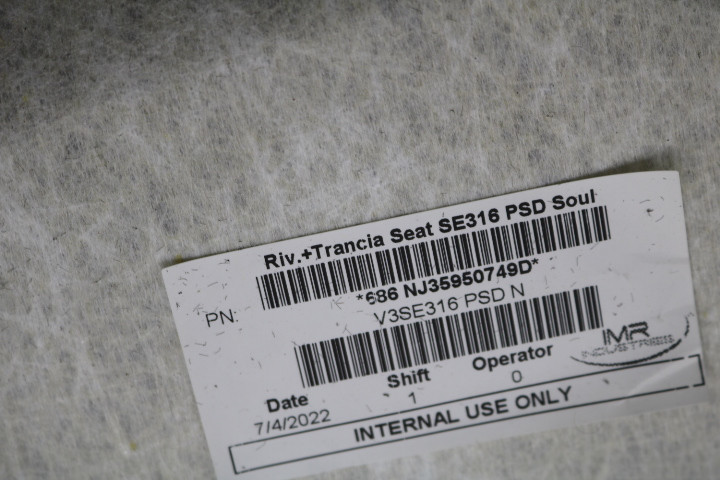 Riv.+Trancia Seat SE316 PSD Soul
PN:
*686 NJ35950749D*
V3SE316 PSD N
IMR
INDUSTRIES
Date Shift Operator
7/4/2022 1 0
INTERNAL USE ONLY